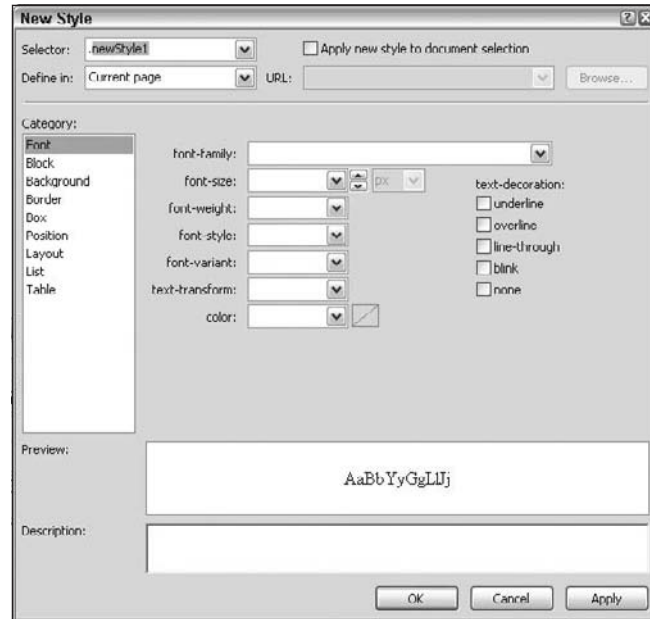 New Style
Selector: .newStyle1
Apply new style to document selection
Define in: Current page URL: Browse...
Category:
Font
Block
Background
Border
Box
Position
Layout
List
Table
font-family:
font-size: px
font-weight:
font-style:
font-variant:
text-transform:
color:
text-decoration:
underline
overline
line-through
blink
none
Preview:
AaBbYyGgLlJj
Description:
OK Cancel Apply